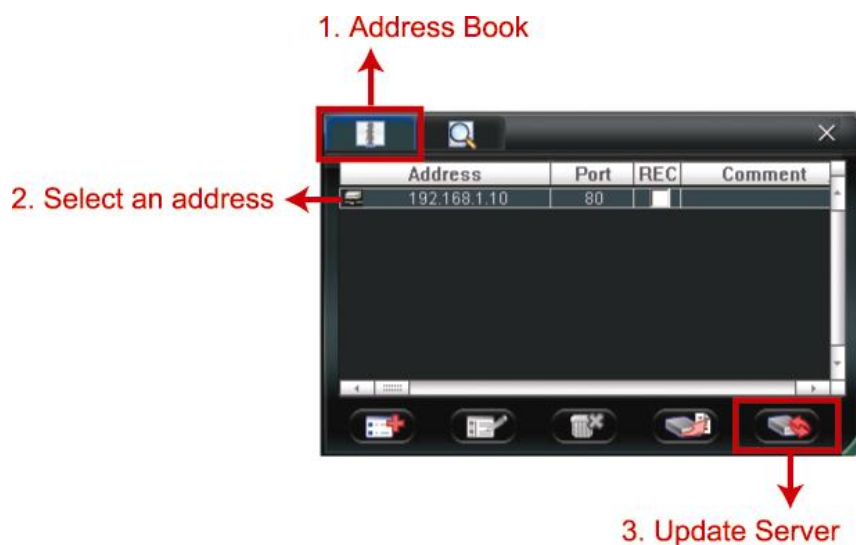 1. Address Book
Address Port REC Comment
2. Select an address
192.168.1.10 80
3. Update Server